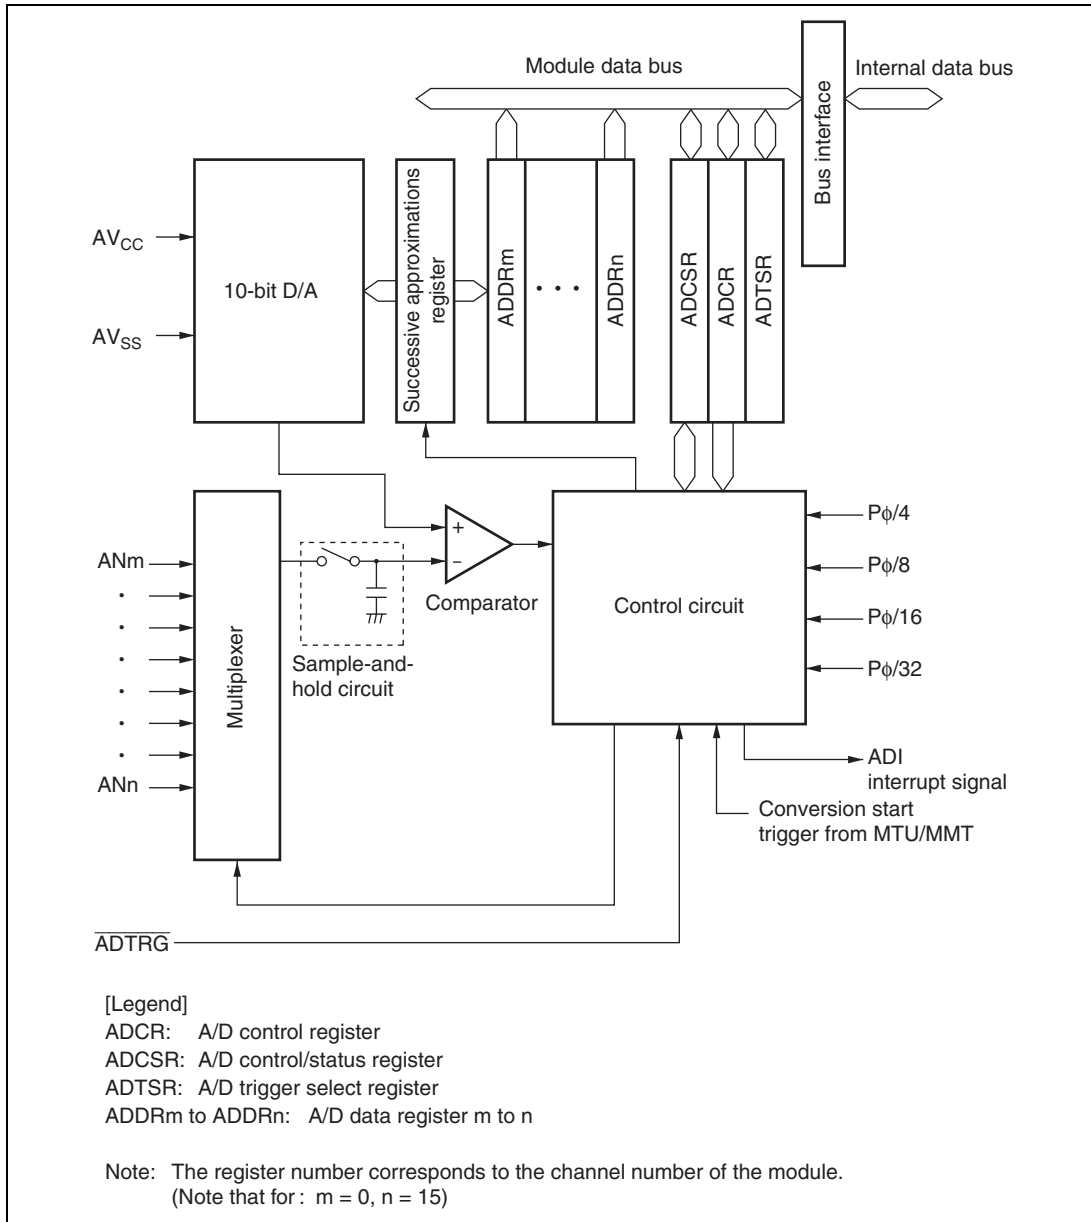 Module data bus
Internal data bus
Bus interface
AVCC
AVSS
10-bit D/A
Successive approximations
register
ADDRm
• • •
ADDRn
ADCSR
ADCR
ADTSR
ANm
•
•
•
•
•
•
ANn
Multiplexer
Sample-and-
hold circuit
+
−
Comparator
Control circuit
Pϕ/4
Pϕ/8
Pϕ/16
Pϕ/32
ADI
interrupt signal
Conversion start
trigger from MTU/MMT
ADTRG
[Legend]
ADCR: A/D control register
ADCSR: A/D control/status register
ADTSR: A/D trigger select register
ADDRm to ADDRn: A/D data register m to n
Note: The register number corresponds to the channel number of the module.
(Note that for : m = 0, n = 15)